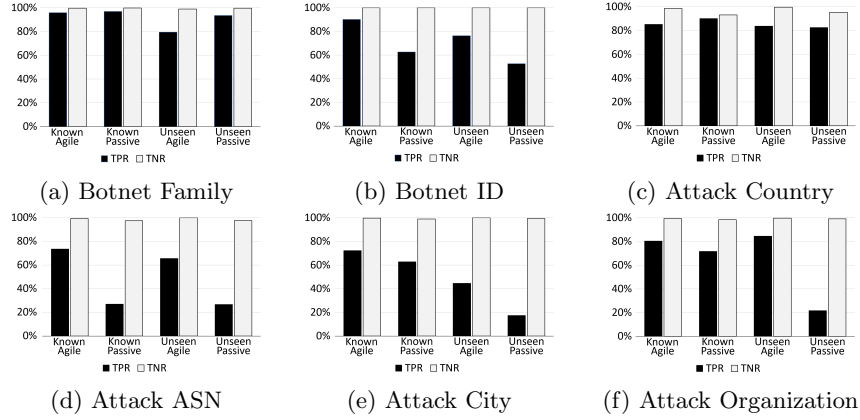 100%
80%
60%
40%
20%
0%
Known Agile
Known Passive
Unseen Agile
Unseen Passive
TPR TNR
(a) Botnet Family
100%
80%
60%
40%
20%
0%
Known Agile
Known Passive
Unseen Agile
Unseen Passive
TPR TNR
(b) Botnet ID
100%
80%
60%
40%
20%
0%
Known Agile
Known Passive
Unseen Agile
Unseen Passive
TPR TNR
(c) Attack Country
100%
80%
60%
40%
20%
0%
Known Agile
Known Passive
Unseen Agile
Unseen Passive
TPR TNR
(d) Attack ASN
100%
80%
60%
40%
20%
0%
Known Agile
Known Passive
Unseen Agile
Unseen Passive
TPR TNR
(e) Attack City
100%
80%
60%
40%
20%
0%
Known Agile
Known Passive
Unseen Agile
Unseen Passive
TPR TNR
(f) Attack Organization